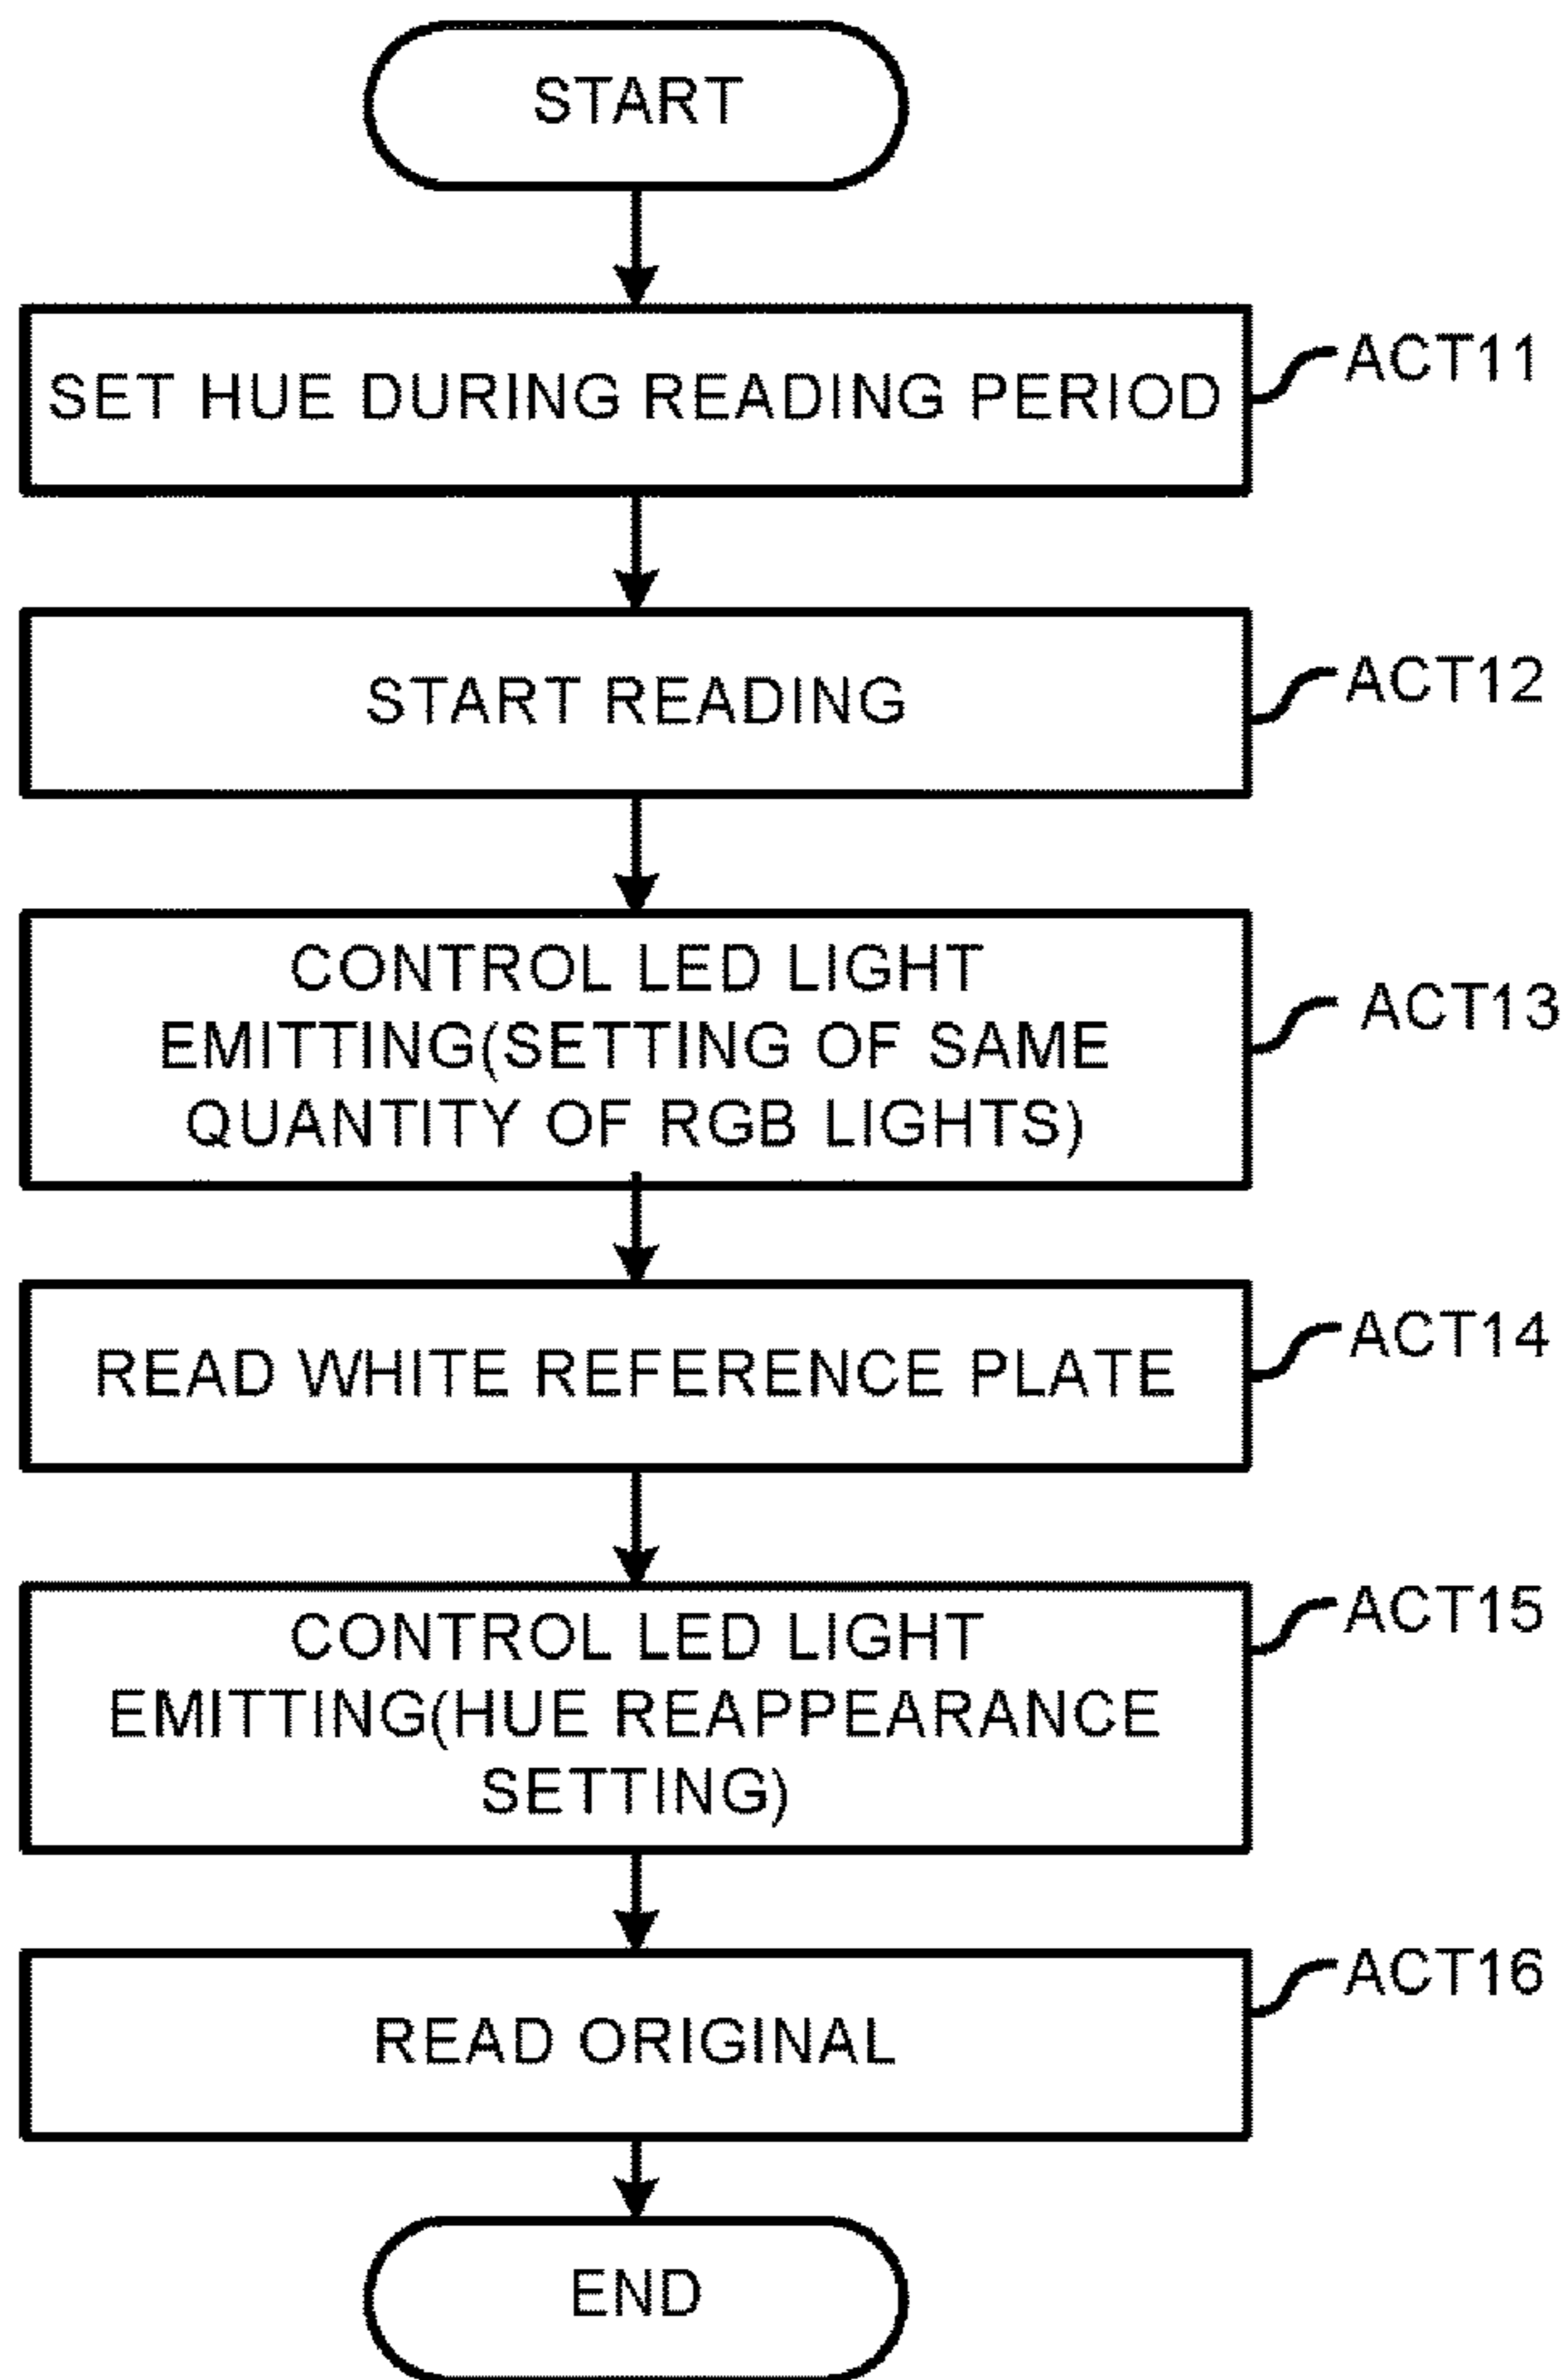 START
SET HUE DURING READING PERIOD
ACT11
START READING
ACT12
CONTROL LED LIGHT
EMITTING(SETTING OF SAME
QUANTITY OF RGB LIGHTS)
ACT13
READ WHITE REFERENCE PLATE
ACT14
CONTROL LED LIGHT
EMITTING(HUE REAPPEARANCE
SETTING)
ACT15
READ ORIGINAL
ACT16
END